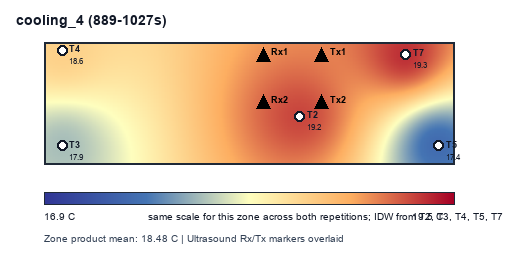 cooling_4 (889-1027s)
T4
18.6
Rx1
Tx1
T7
19.3
Rx2
Tx2
T2
19.2
T3
17.9
T5
17.4
16.9 C
same scale for this zone across both repetitions; IDW from T2, T3, T4, T5, T7
Zone product mean: 18.48 C | Ultrasound Rx/Tx markers overlaid